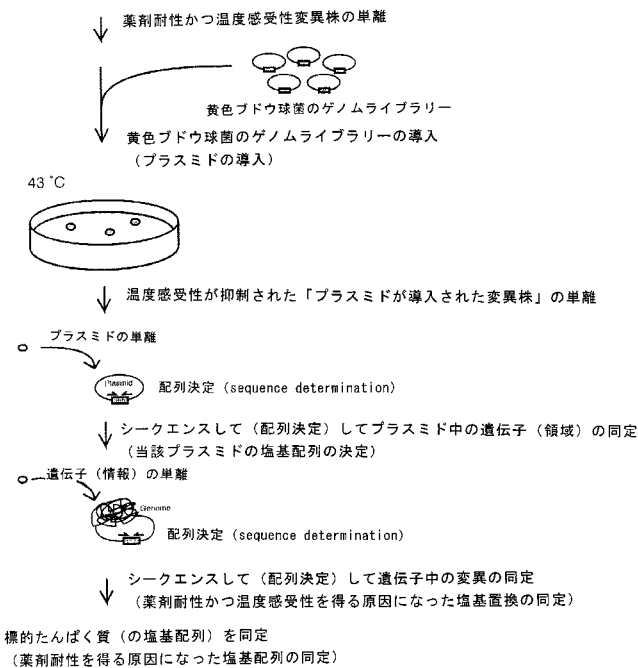 薬剤耐性かつ温度感受性変異株の単離
黄色ブドウ球菌のゲノムライブラリー
黄色ブドウ球菌のゲノムライブラリーの導入
(プラスミドの導入)
43 ℃
温度感受性が抑制された「プラスミドが導入された変異株」の単離
プラスミドの単離
Plasmid
配列決定 (sequence determination)
シークエンスして(配列決定)してプラスミド中の遺伝子(領域)の同定
(当該プラスミドの塩基配列の決定)
遺伝子(情報)の単離
Genome
配列決定 (sequence determination)
シークエンスして(配列決定)して遺伝子中の変異の同定
(薬剤耐性かつ温度感受性を得る原因になった塩基置換の同定)
標的たんぱく質(の塩基配列)を同定
(薬剤耐性を得る原因になった塩基配列の同定)